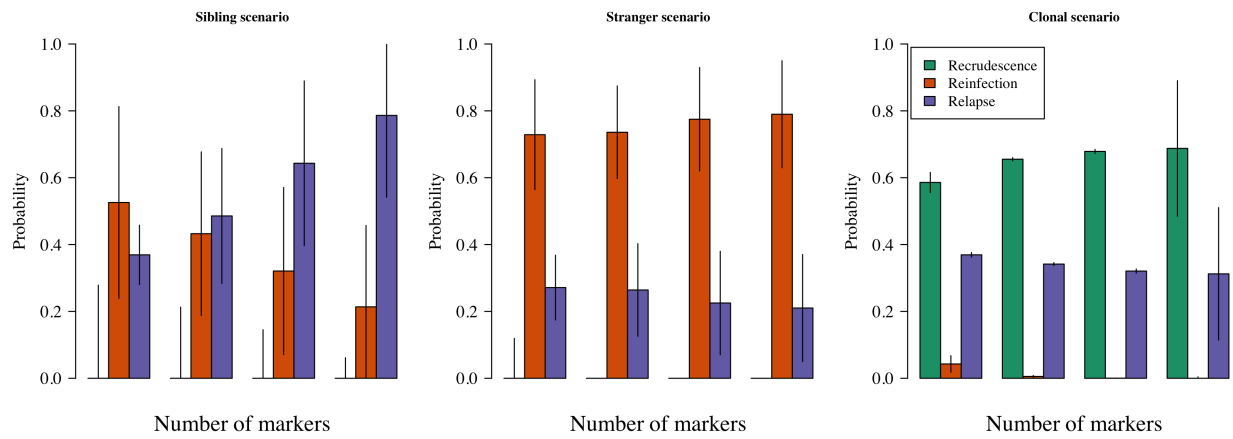 Sibling scenario
Probability
1.0
0.8
0.6
0.4
0.2
0.0
Number of markers
Stranger scenario
Probability
1.0
0.8
0.6
0.4
0.2
0.0
Number of markers
Clonal scenario
Probability
1.0
0.8
0.6
0.4
0.2
0.0
Recrudescence
Reinfection
Relapse
Number of markers